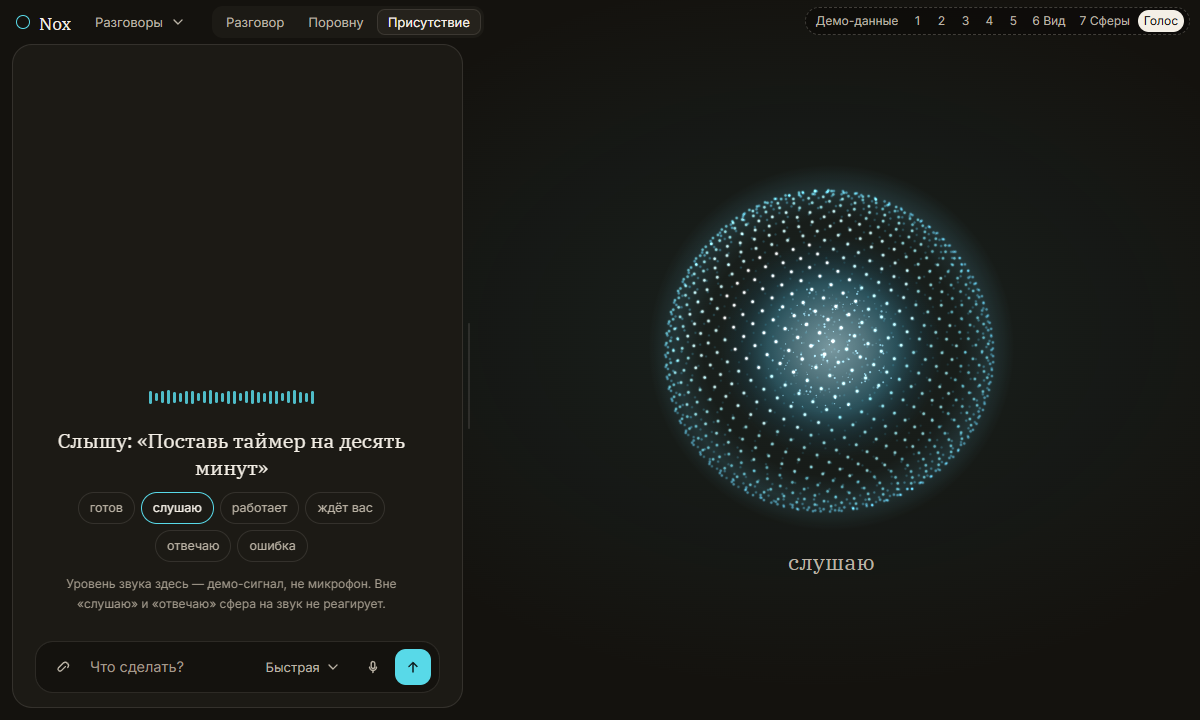 Nox
Разговоры
Разговор Поровну Присутствие
Демо-данные 1 2 3 4 5 6 Вид 7 Сферы Голос
Слышу: «Поставь таймер на десять
минут»
готов слушаю работает ждёт вас
отвечаю ошибка
Уровень звука здесь — демо-сигнал, не микрофон. Вне
«слушаю» и «отвечаю» сфера на звук не реагирует.
Что сделать? Быстрая
слушаю